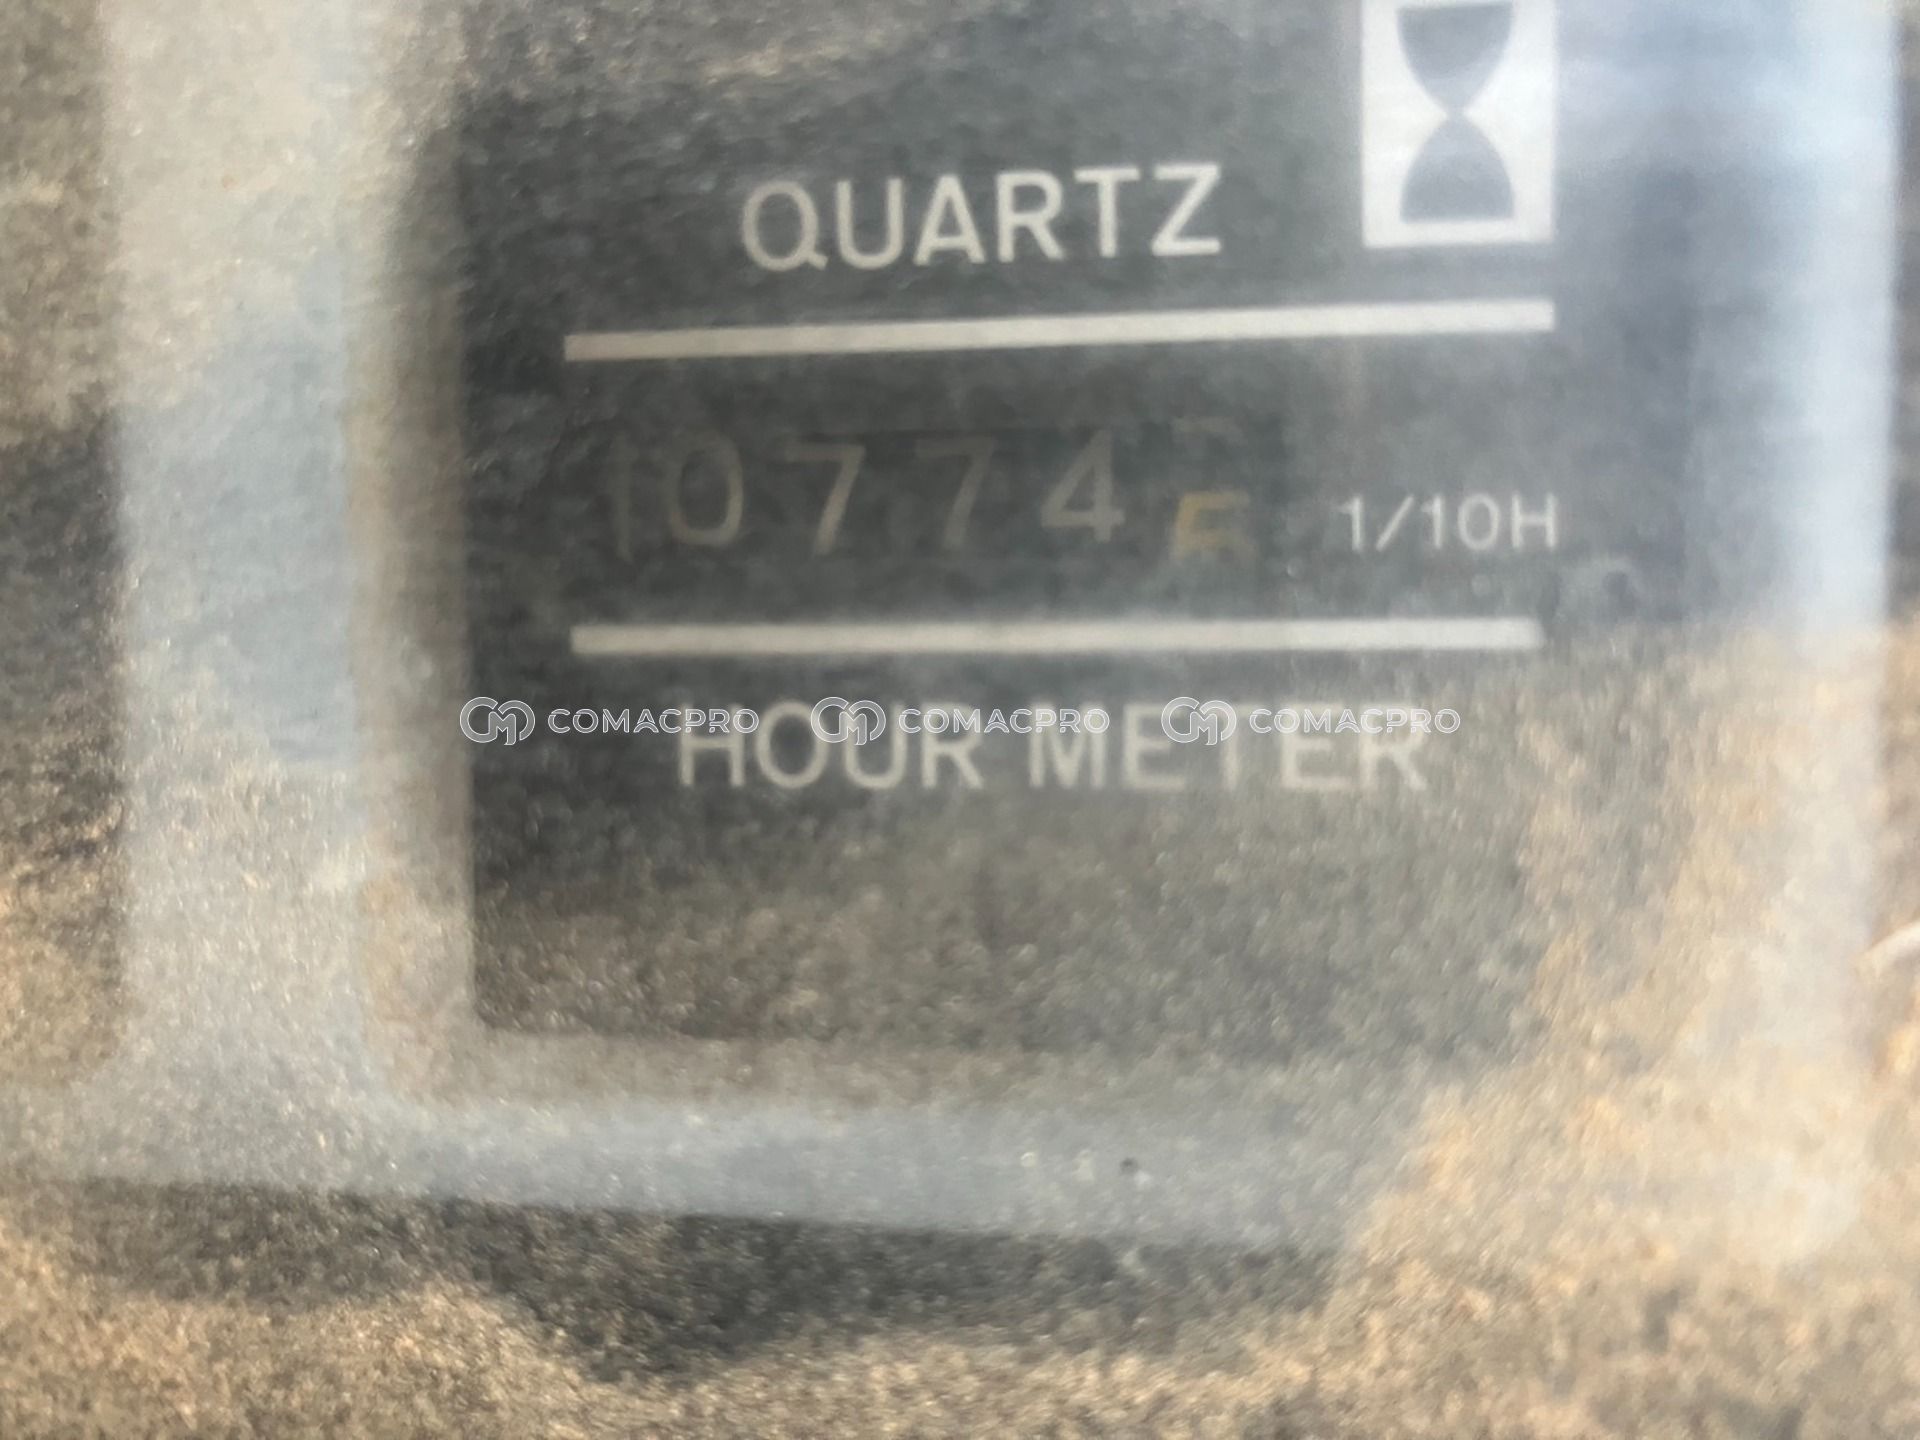 QUARTZ
10774 1/10H
HOUR METER
COMACPRO COMACPRO COMACPRO